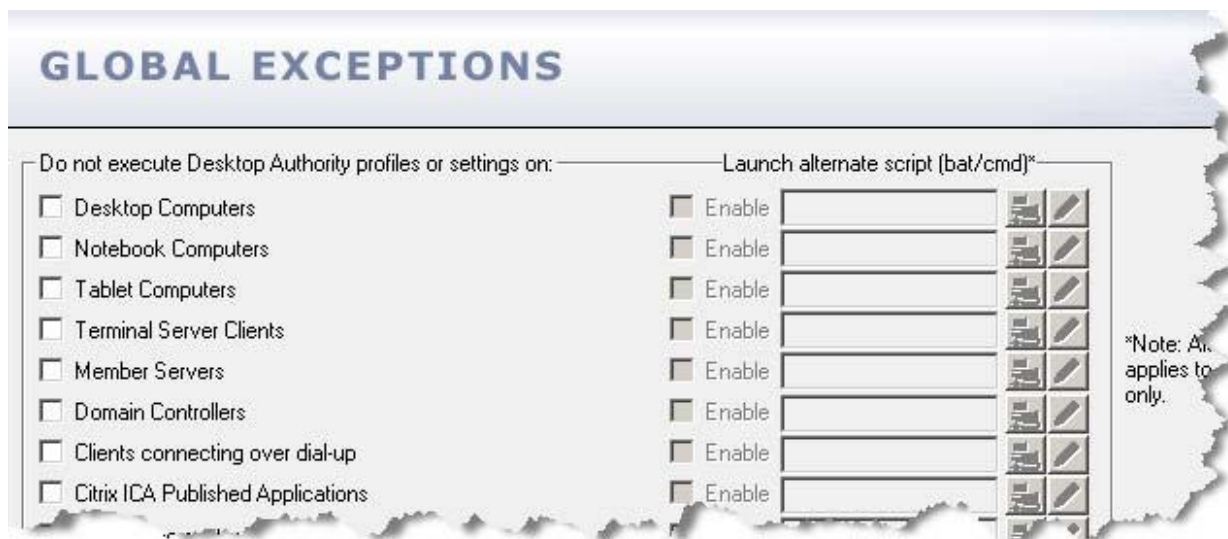 GLOBAL EXCEPTIONS
Do not execute Desktop Authority profiles or settings on: Launch alternate script (bat/cmd)*
Desktop Computers Enable
Notebook Computers Enable
Tablet Computers Enable
Terminal Server Clients Enable
Member Servers Enable
Domain Controllers Enable
Clients connecting over dial-up Enable
Citrix ICA Published Applications Enable
*Note:
applies to
only.